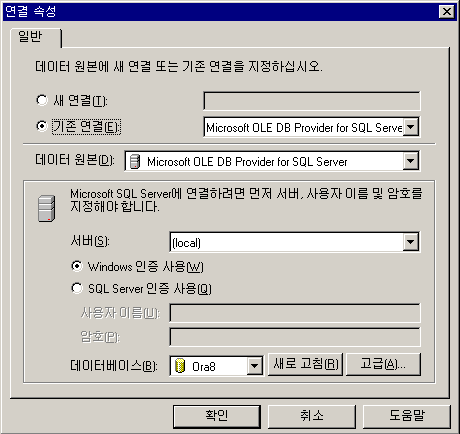 연결 속성
일반
데이터 원본에 새 연결 또는 기존 연결을 지정하십시오.
새 연결(T):
기존 연결(E) Microsoft OLE DB Provider for SQL Serve
데이터 원본(D): Microsoft OLE DB Provider for SQL Server
Microsoft SQL Server에 연결하려면 먼저 서버, 사용자 이름 및 암호를
지정해야 합니다.
서버(S): (local)
Windows 인증 사용(W)
SQL Server 인증 사용(Q)
사용자 이름(U):
암호(P):
데이터베이스(B): Ora8 새로 고침(R) 고급(A)...
확인 취소 도움말